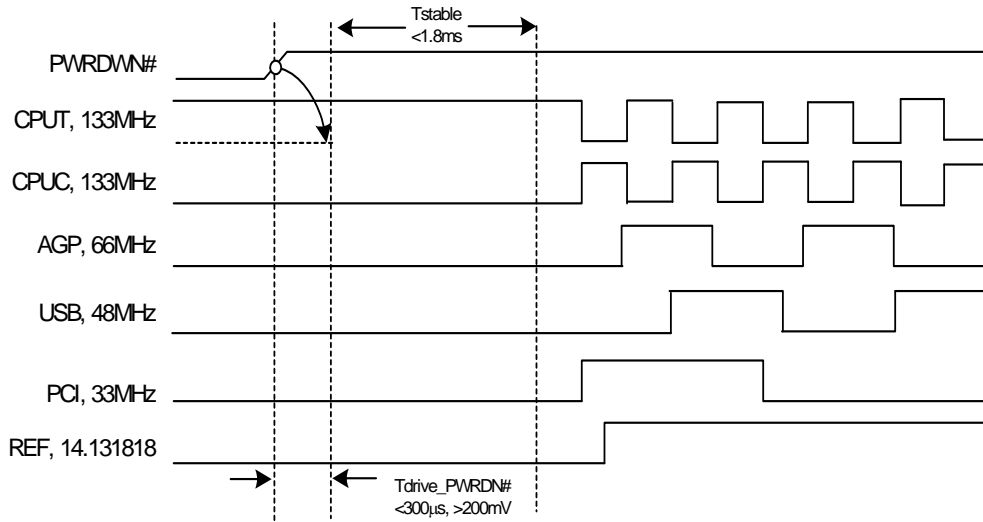 Tstable
<1.8ms
PWRDWN#
CPUT, 133MHz
CPUC, 133MHz
AGP, 66MHz
USB, 48MHz
PCI, 33MHz
REF, 14.131818
Tdrive_PWRDN#
<300μs, >200mV